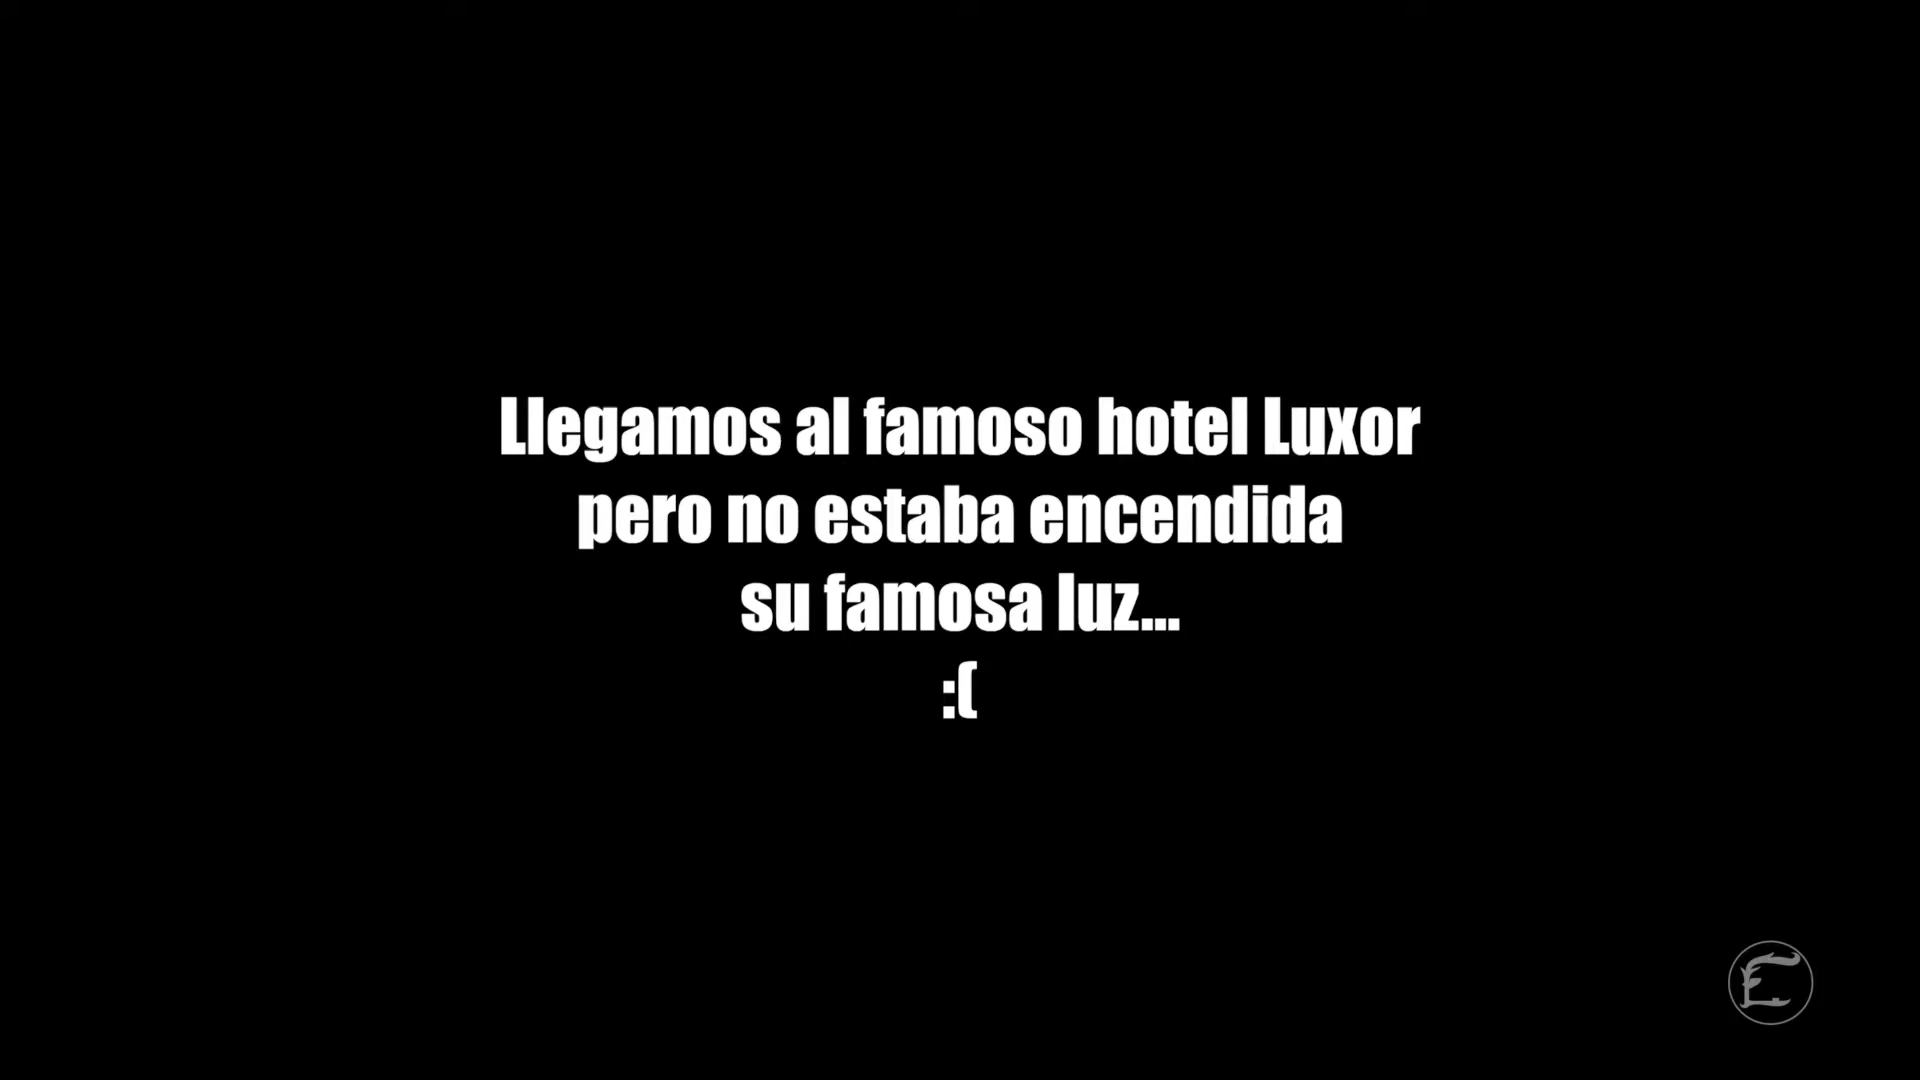 Llegamos al famoso hotel Luxor
pero no estaba encendida
su famosa luz...
:(